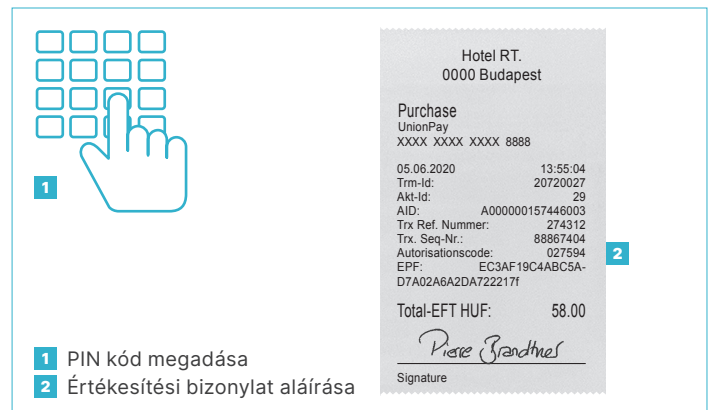 1
Hotel RT.
0000 Budapest
Purchase
UnionPay
XXXX XXXX XXXX 8888
05.06.2020 13:55:04
Trm-Id: 20720027
Akt-Id: 29
AID: A000000157446003
Trx Ref. Nummer: 274312
Trx. Seq-Nr.: 88867404
Autorisationscode: 027594
EPF: EC3AF19C4ABC5A-
D7A02A6A2DA722217f
2
Total-EFT HUF: 58.00
Pierre Brandtner
Signature
1 PIN kód megadása
2 Értékesítési bizonylat aláírása